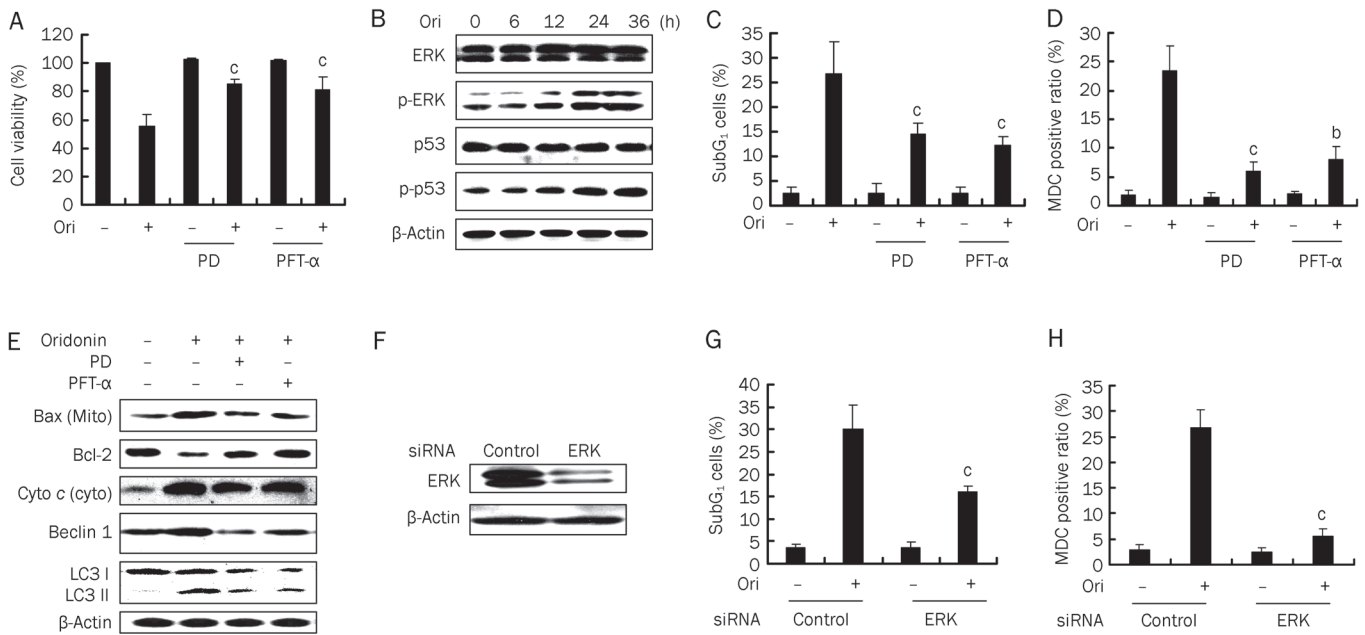 A
Cell viability (%)
120
100
80
60
40
20
0
c
c
Ori – + – + – +
PD PFT-α
B
Ori 0 6 12 24 36 (h)
ERK
p-ERK
p53
p-p53
β-Actin
C
SubG₁ cells (%)
35
30
25
20
15
10
5
0
c
c
Ori – + – + – +
PD PFT-α
D
MDC positive ratio (%)
30
25
20
15
10
5
0
c
b
Ori – + – + – +
PD PFT-α
E
Oridonin – + + +
PD – – + –
PFT-α – – – +
Bax (Mito)
Bcl-2
Cyto c (cyto)
Beclin 1
LC3 I
LC3 II
β-Actin
F
siRNA Control ERK
ERK
β-Actin
G
SubG₁ cells (%)
40
35
30
25
20
15
10
5
0
c
Ori – + – +
siRNA Control ERK
H
MDC positive ratio (%)
35
30
25
20
15
10
5
0
c
Ori – + – +
siRNA Control ERK